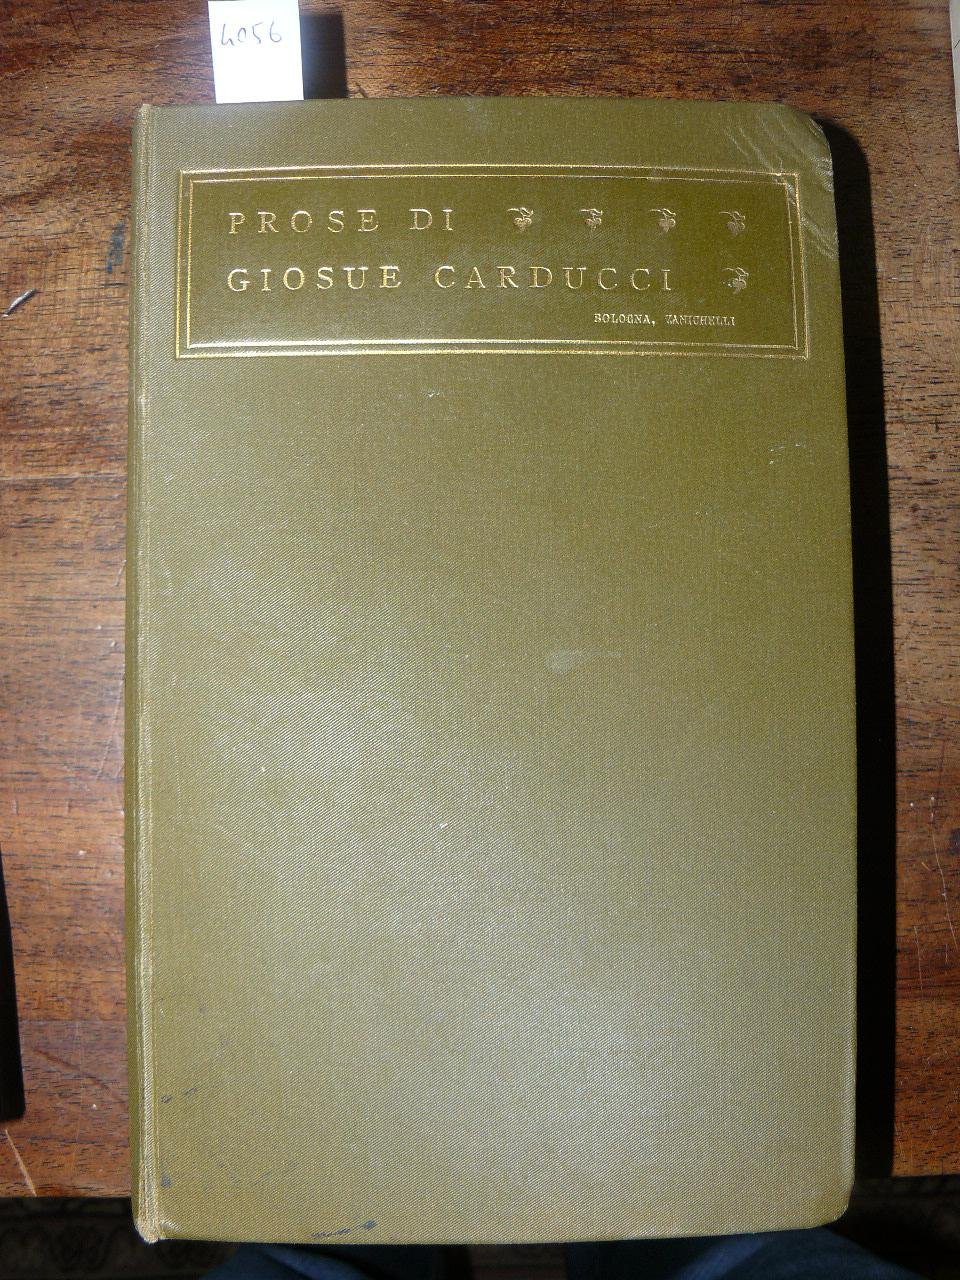 4056
PROSE DI
GIOSUE CARDUCCI
BOLOGNA, ZANICHELLI